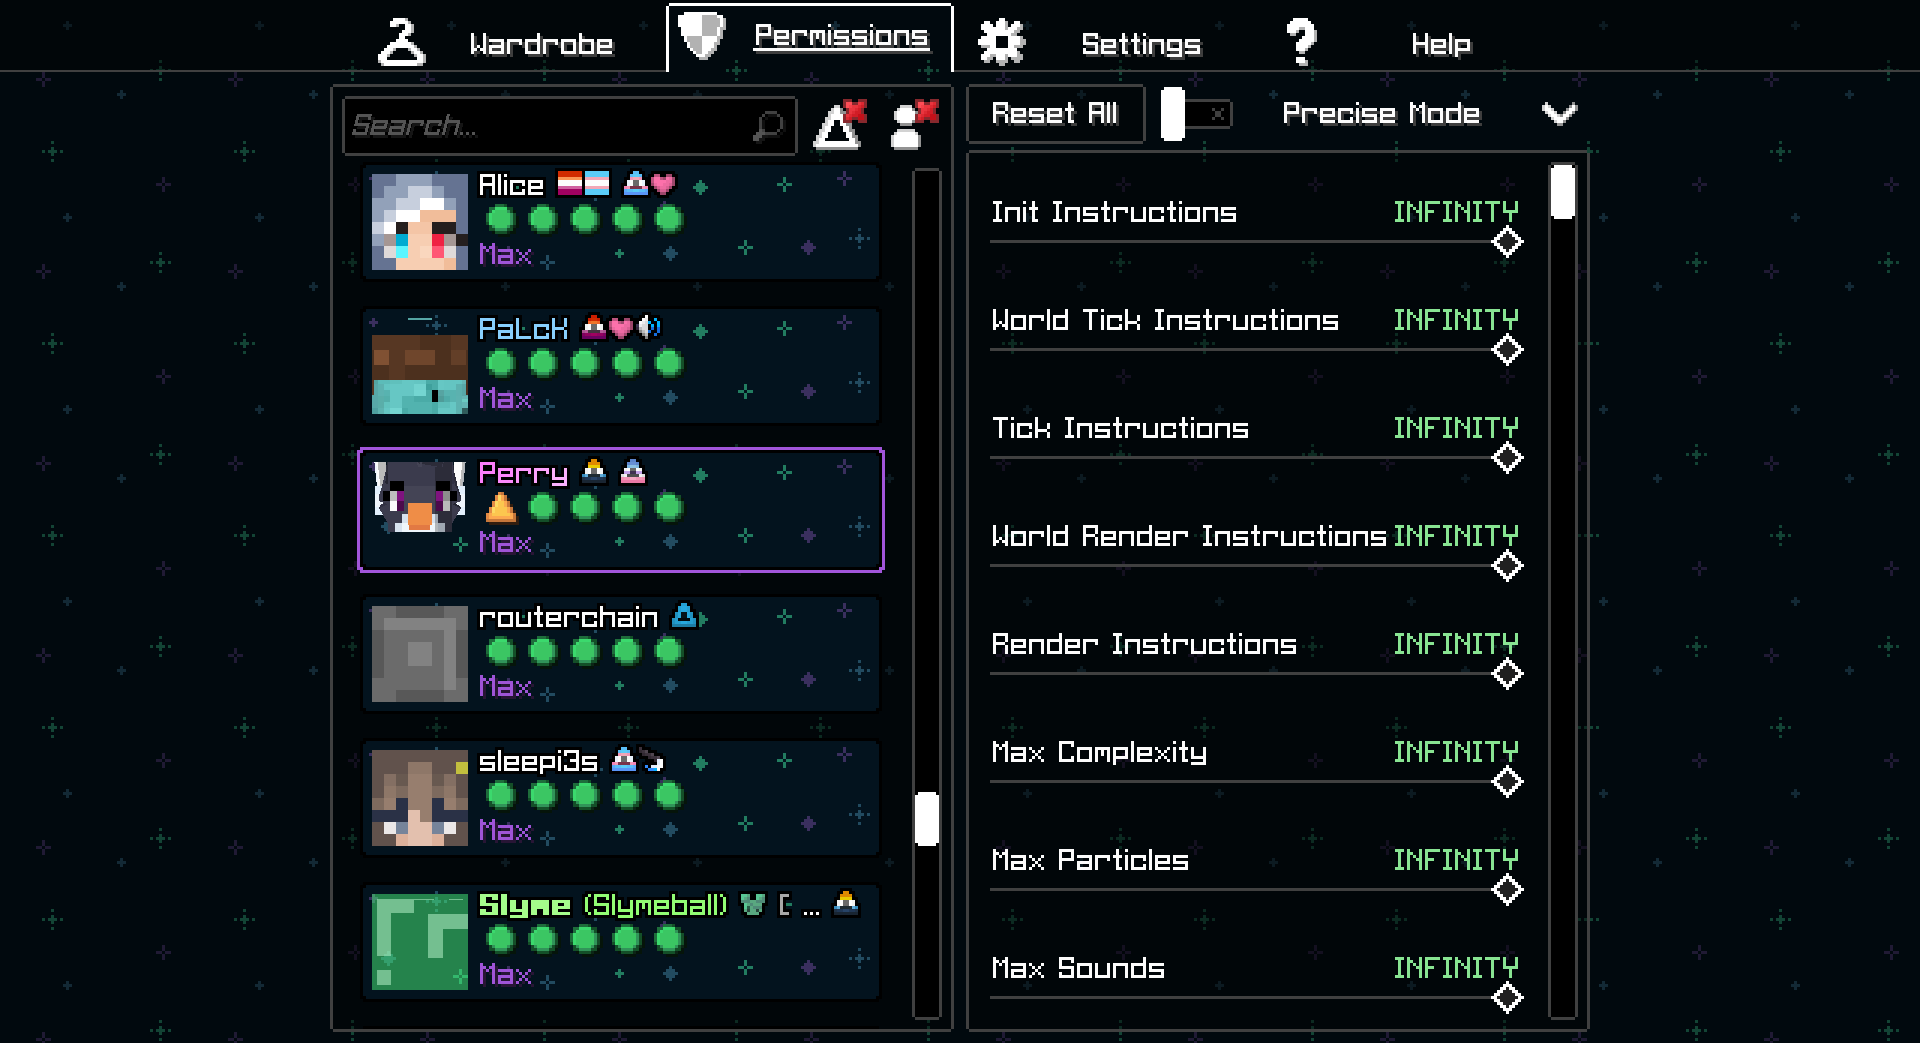 Wardrobe
Permissions
Settings
Help
Search...
Alice
Max
PaLcK
Max
Perry
Max
routerchain
Max
sleepi3s
Max
Slyme (Slymeball) [ ...
Max
Reset All
Precise Mode
Init Instructions INFINITY
World Tick Instructions INFINITY
Tick Instructions INFINITY
World Render Instructions INFINITY
Render Instructions INFINITY
Max Complexity INFINITY
Max Particles INFINITY
Max Sounds INFINITY